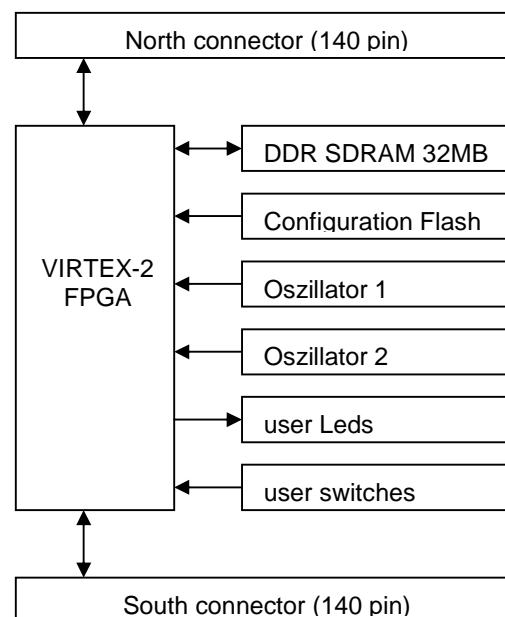 North connector (140 pin)
DDR SDRAM 32MB
Configuration Flash
VIRTEX-2
FPGA
Oszillator 1
Oszillator 2
user Leds
user switches
South connector (140 pin)